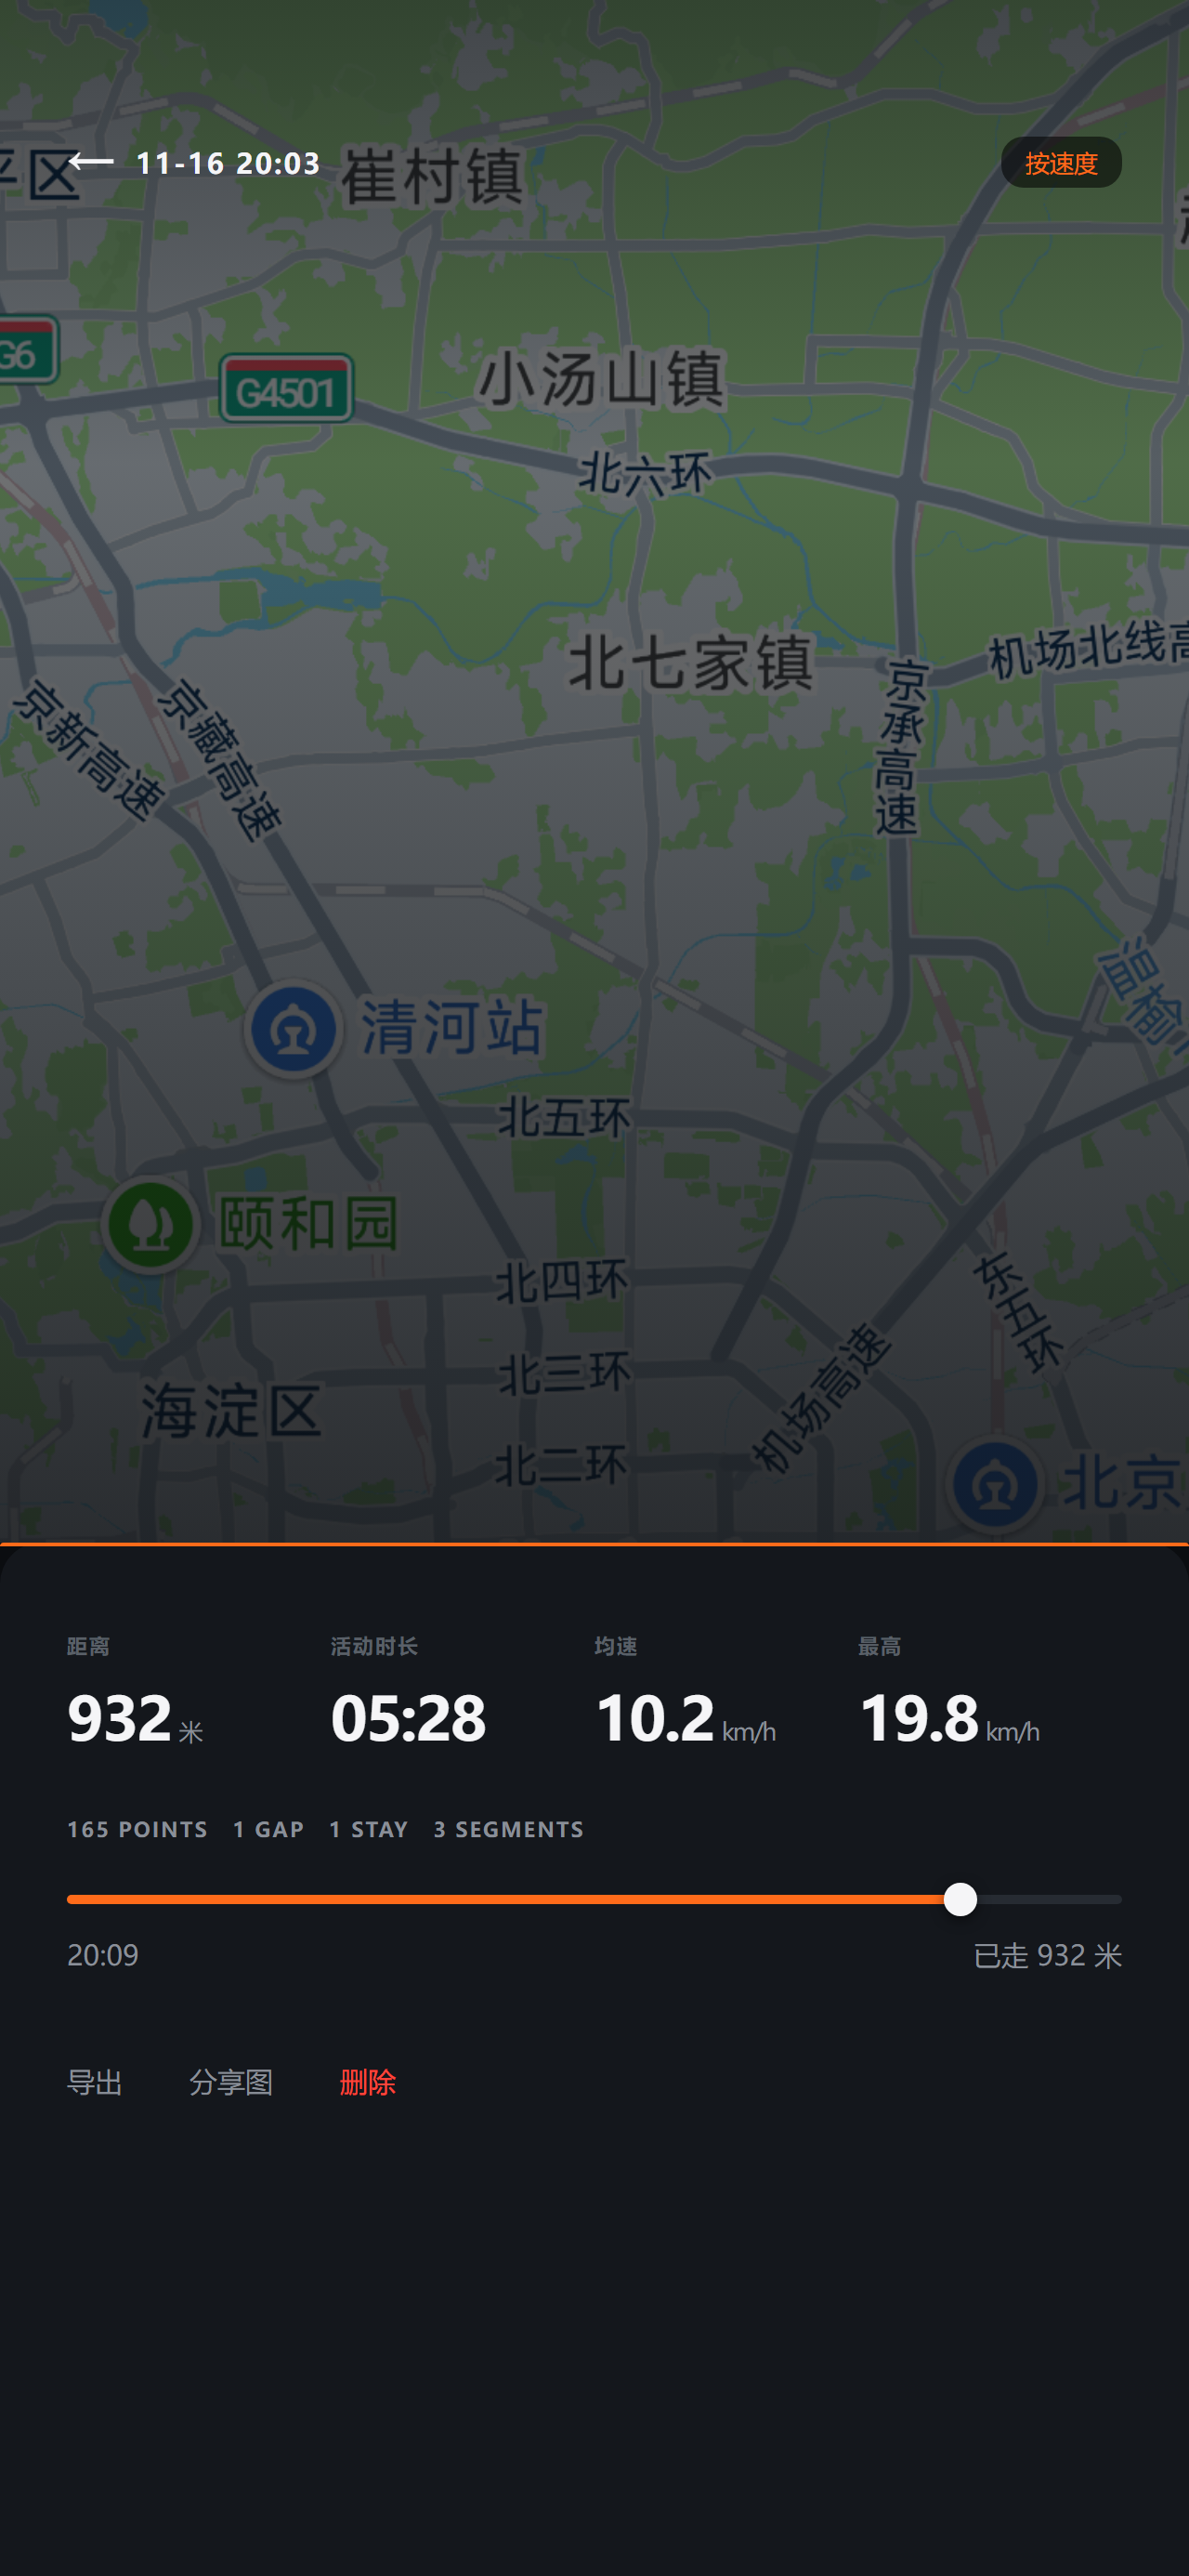 平区
← 11-16 20:03
崔村镇
按速度
G6
G4501
小汤山镇
北六环
北七家镇
机场北线高
京承高速
京新高速
京藏高速
温榆
清河站
北五环
颐和园
北四环
东五环
北三环
机场高速
海淀区
北二环
北京
距离
活动时长
均速
最高
932 米
05:28
10.2 km/h
19.8 km/h
165 POINTS 1 GAP 1 STAY 3 SEGMENTS
20:09
已走 932 米
导出
分享图
删除